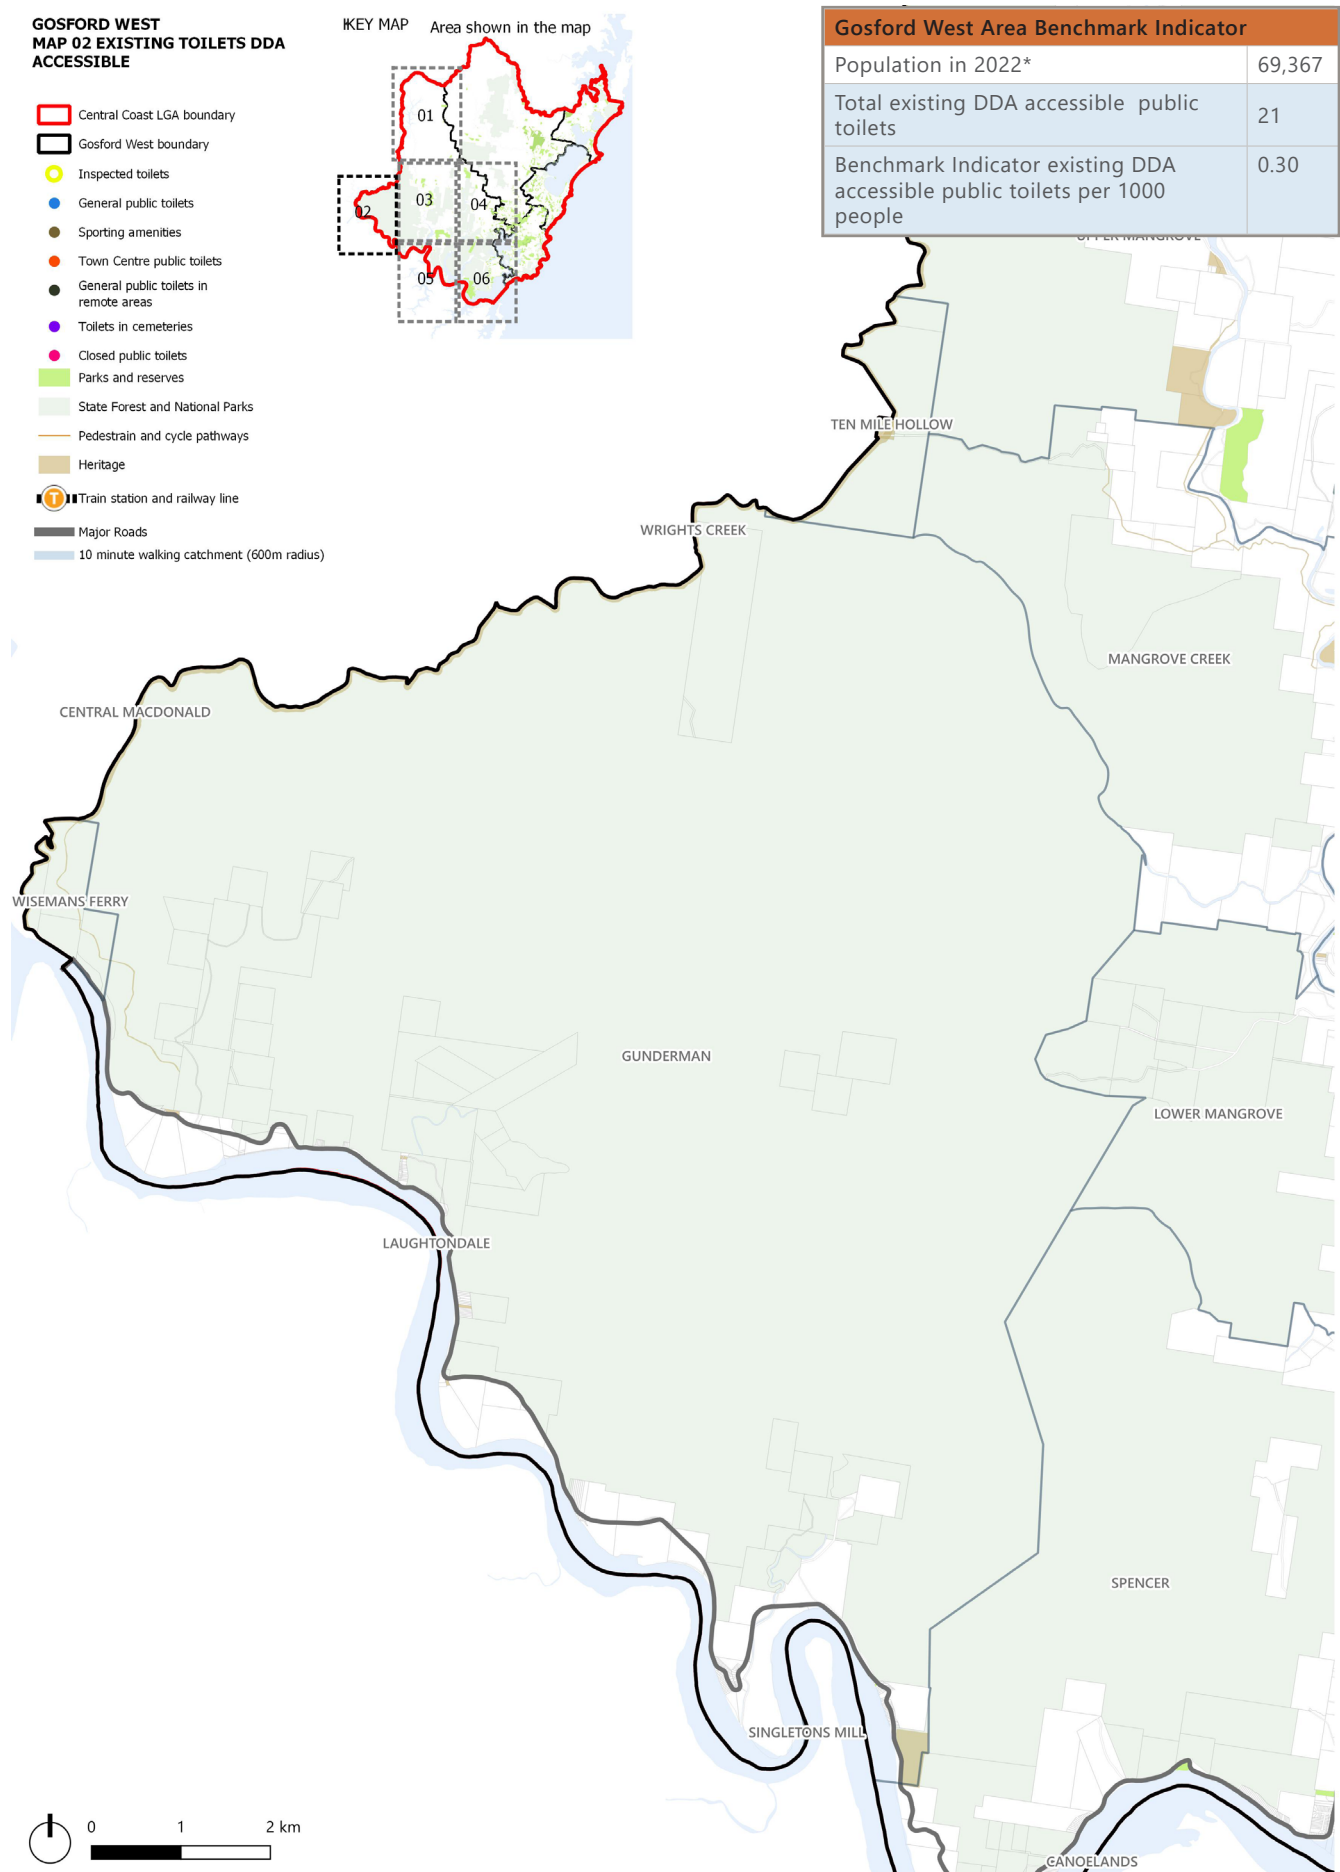 GOSFORD WEST
MAP 02 EXISTING TOILETS DDA
ACCESSIBLE
Central Coast LGA boundary
Gosford West boundary
Inspected toilets
General public toilets
Sporting amenities
Town Centre public toilets
General public toilets in
remote areas
Toilets in cemeteries
Closed public toilets
Parks and reserves
State Forest and National Parks
Pedestrain and cycle pathways
Heritage
T
Train station and railway line
Major Roads
10 minute walking catchment (600m radius)
KEY MAP
Area shown in the map
01
02
03
04
05
06
Gosford West Area Benchmark Indicator
Population in 2022* 69,367
Total existing DDA accessible public
toilets
21
Benchmark Indicator existing DDA
accessible public toilets per 1000
people
0.30
UPPER MANGROVE
TEN MILE HOLLOW
WRIGHTS CREEK
MANGROVE CREEK
CENTRAL MACDONALD
WISEMANS FERRY
GUNDERMAN
LOWER MANGROVE
LAUGHTONDALE
SPENCER
SINGLETONS MILL
CANOELANDS
0 1 2 km